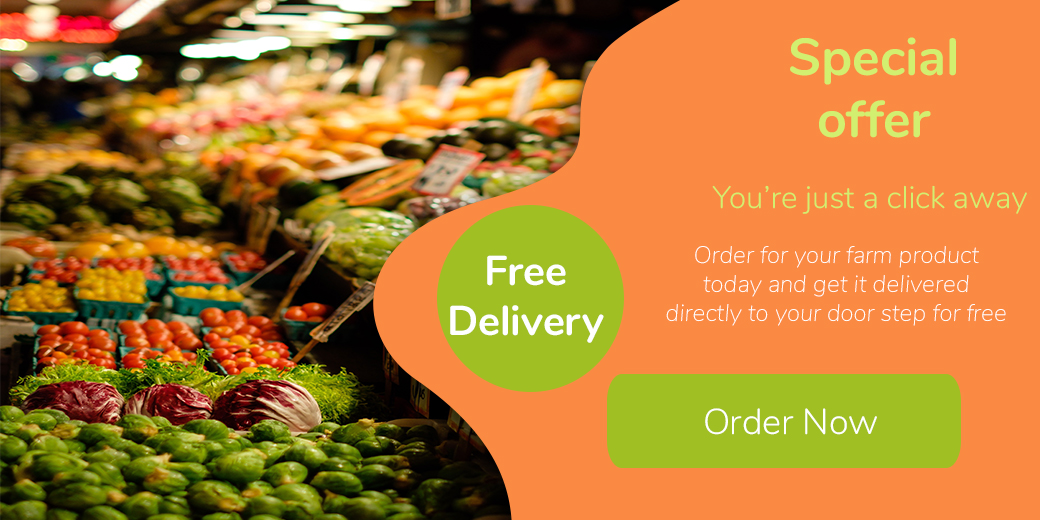 Special
offer
You're just a click away
Order for your farm product
today and get it delivered
directly to your door step for free
Free
Delivery
Order Now